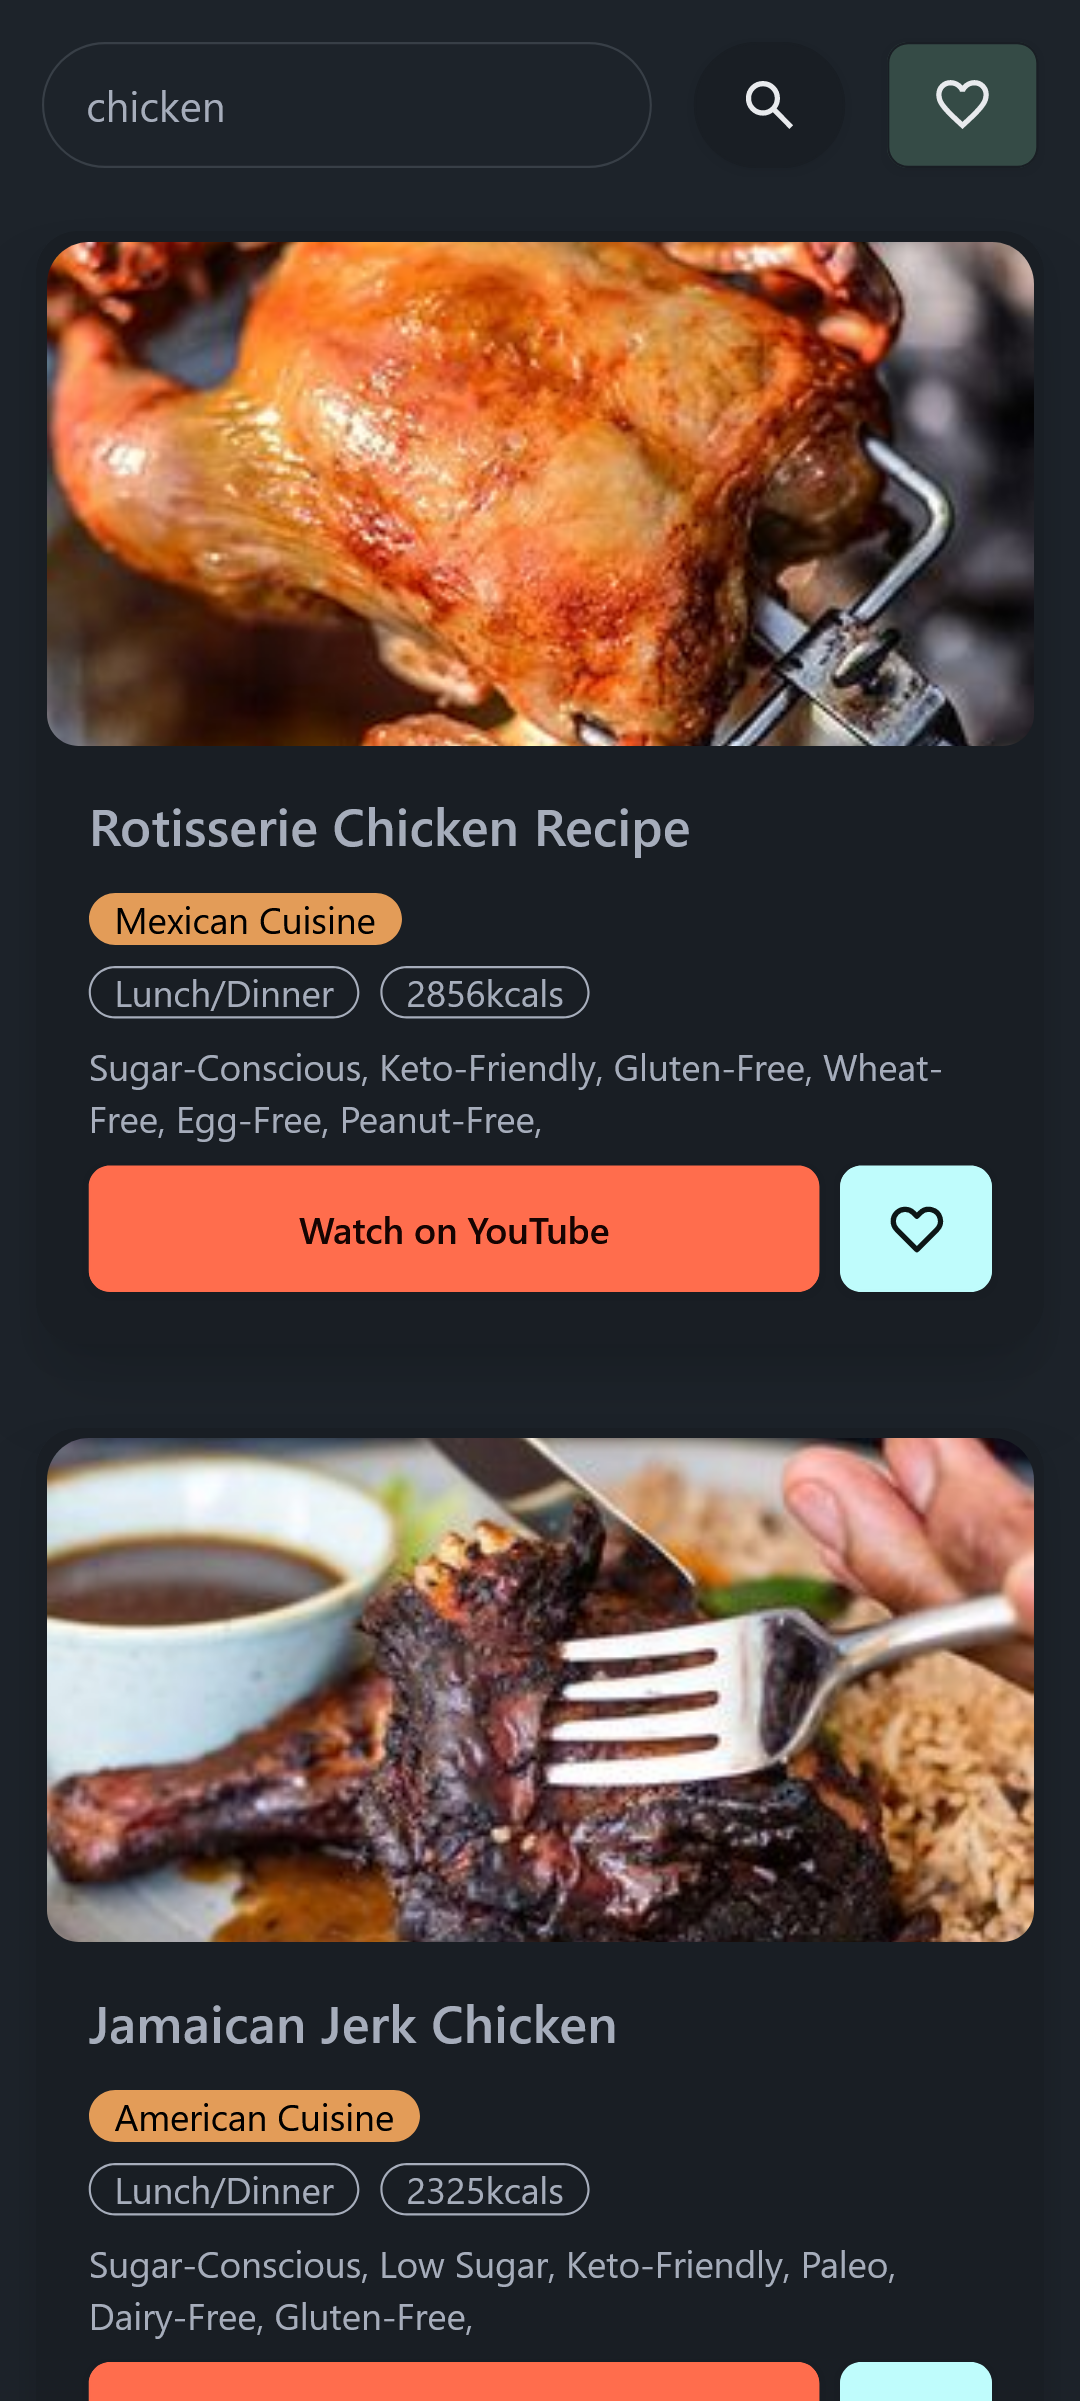 chicken
Rotisserie Chicken Recipe
Mexican Cuisine
Lunch/Dinner 2856kcals
Sugar-Conscious, Keto-Friendly, Gluten-Free, Wheat-
Free, Egg-Free, Peanut-Free,
Watch on YouTube
Jamaican Jerk Chicken
American Cuisine
Lunch/Dinner 2325kcals
Sugar-Conscious, Low Sugar, Keto-Friendly, Paleo,
Dairy-Free, Gluten-Free,